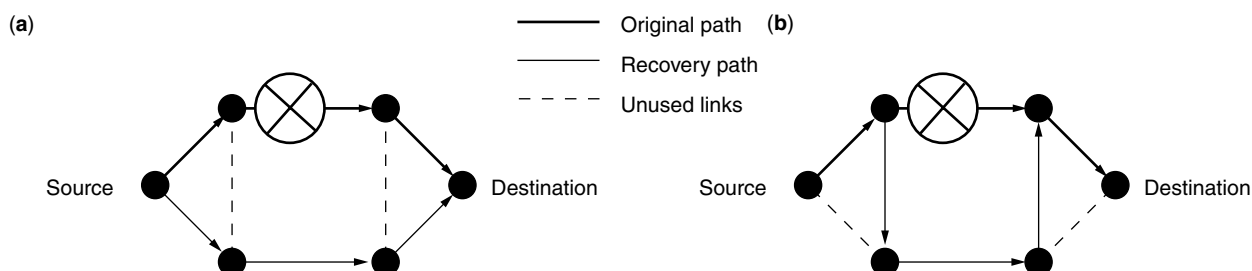 (a)
Original path
Recovery path
Unused links
Source
Destination
(b)
Source
Destination